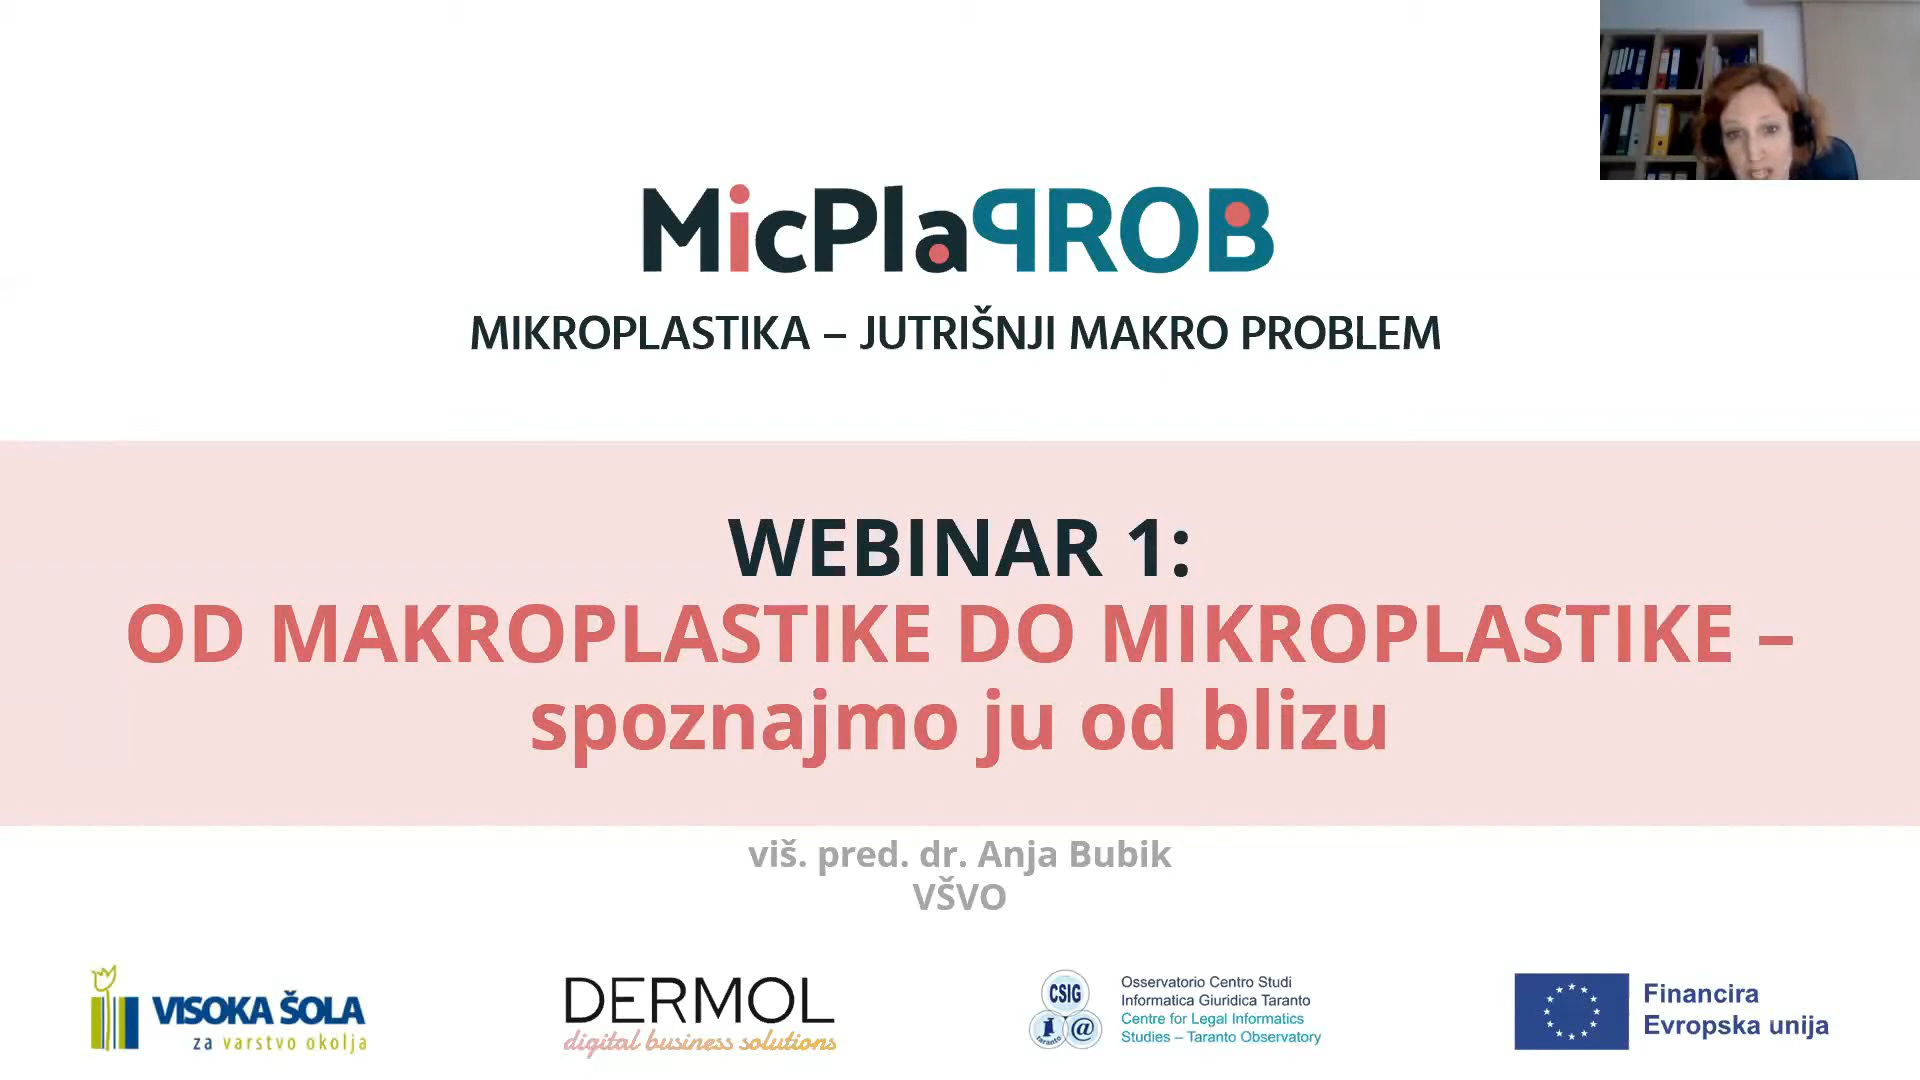 MicPlaPROB
MIKROPLASTIKA – JUTRIŠNJI MAKRO PROBLEM
WEBINAR 1:
OD MAKROPLASTIKE DO MIKROPLASTIKE –
spoznajmo ju od blizu
viš. pred. dr. Anja Bubik
VŠVO
VISOKA ŠOLA
za varstvo okolja
DERMOL
digital business solutions
CSIG
Taranto
@
Osservatorio Centro Studi
Informatica Giuridica Taranto
Centre for Legal Informatics
Studies – Taranto Observatory
Financira
Evropska unija